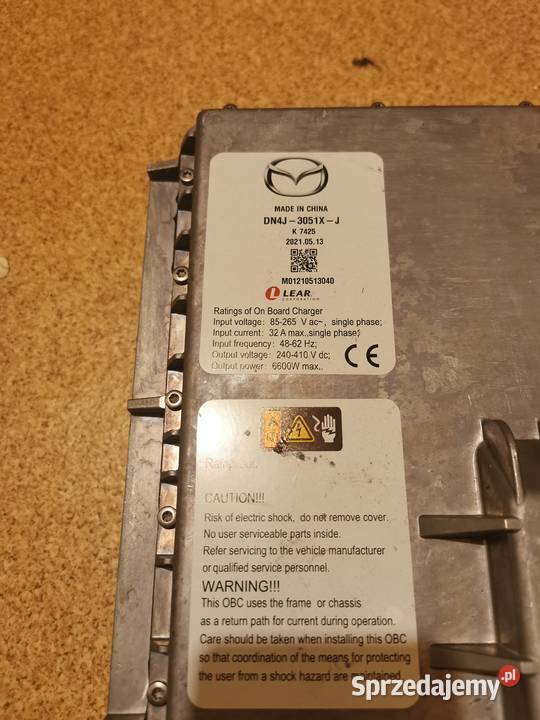 MADE IN CHINA
DN4J-3051X-J
K 7425
2021.05.13
M01210513040
LEAR
CORPORATION
Ratings of On Board Charger
Input voltage: 85-265 V ac~, single phase;
Input current: 32 A max.,single phase;
Input frequency: 48-62 Hz;
Output voltage: 240-410 V dc;
Output power: 6600W max..
CE
CAUTION!!!
Risk of electric shock, do not remove cover.
No user serviceable parts inside.
Refer servicing to the vehicle manufacturer
or qualified service personnel.
WARNING!!!
This OBC uses the frame or chassis
as a return path for current during operation.
Care should be taken when installing this OBC
so that coordination of the means for protecting
the user from a shock hazard are maintained
Sprzedajemy.pl